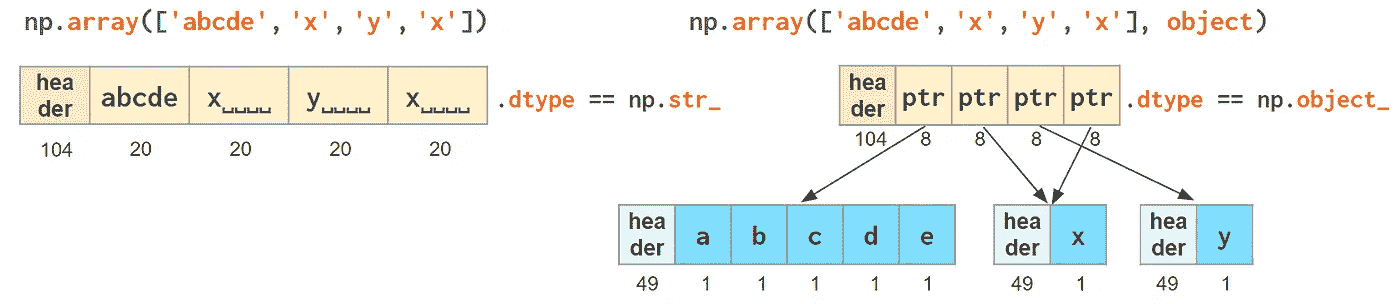 np.array(['abcde', 'x', 'y', 'x'])
header abcde x␣␣␣␣ y␣␣␣␣ x␣␣␣␣ .dtype == np.str_
104 20 20 20 20
np.array(['abcde', 'x', 'y', 'x'], object)
header ptr ptr ptr ptr .dtype == np.object_
104 8 8 8 8
header a b c d e
49 1 1 1 1 1
header x
49 1
header y
49 1